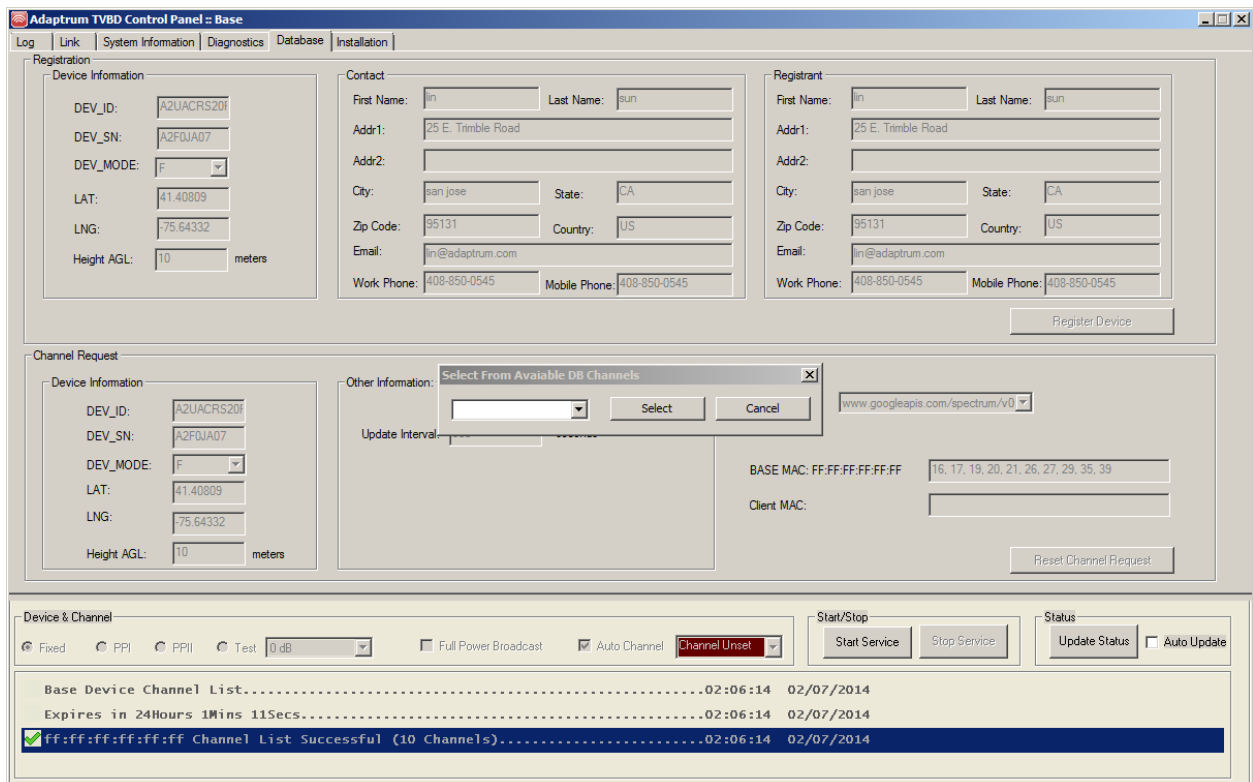 Adaptrum TVBD Control Panel :: Base
Log Link System Information Diagnostics Database Installation
Registration
Device Information
DEV_ID: A2UACRS20
DEV_SN: A2F0JA07
DEV_MODE: F
LAT: 41.40809
LNG: -75.64332
Height AGL: 10 meters
Contact
First Name: lin Last Name: sun
Addr1: 25 E. Trimble Road
Addr2:
City: san jose State: CA
Zip Code: 95131 Country: US
Email: lin@adaptrum.com
Work Phone: 408-850-0545 Mobile Phone: 408-850-0545
Registrant
First Name: lin Last Name: sun
Addr1: 25 E. Trimble Road
Addr2:
City: san jose State: CA
Zip Code: 95131 Country: US
Email: lin@adaptrum.com
Work Phone: 408-850-0545 Mobile Phone: 408-850-0545
Register Device
Channel Request
Device Information
DEV_ID: A2UACRS20
DEV_SN: A2F0JA07
DEV_MODE: F
LAT: 41.40809
LNG: -75.64332
Height AGL: 10 meters
Other Information:
Update Interval:
Select From Avaiable DB Channels
Select Cancel
www.googleapis.com/spectrum/v0
BASE MAC: FF:FF:FF:FF:FF:FF 16, 17, 19, 20, 21, 26, 27, 29, 35, 39
Client MAC:
Reset Channel Request
Device & Channel
Fixed PPI PPII Test 0 dB Full Power Broadcast Auto Channel Channel Unset
Start/Stop
Start Service Stop Service
Status
Update Status Auto Update
Base Device Channel List.......................................................02:06:14 02/07/2014
Expires in 24Hours 1Mins 11Secs................................................02:06:14 02/07/2014
ff:ff:ff:ff:ff:ff Channel List Successful (10 Channels).........................02:06:14 02/07/2014